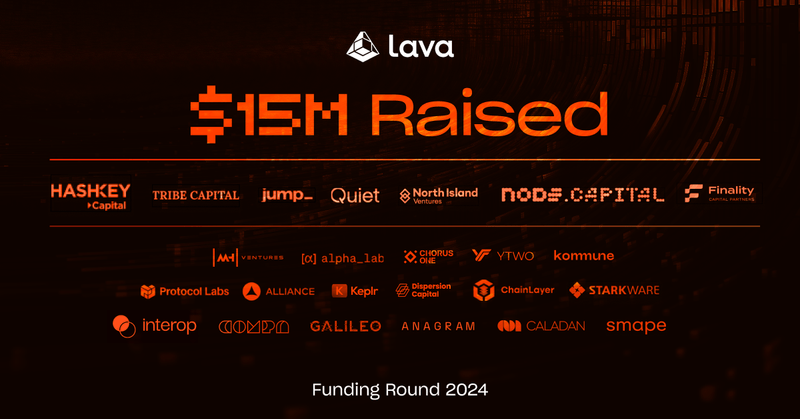 lava
$15M Raised
HASHKEY Capital TRIBE CAPITAL jump_ Quiet North Island Ventures NODE.CAPITAL Finality CAPITAL PARTNERS
VENTURES [α] alpha_lab CHORUS ONE YTWO kommune
Protocol Labs ALLIANCE Keplr Dispersion Capital ChainLayer STARKWARE
interop GALILEO ANAGRAM CALADAN smape
Funding Round 2024